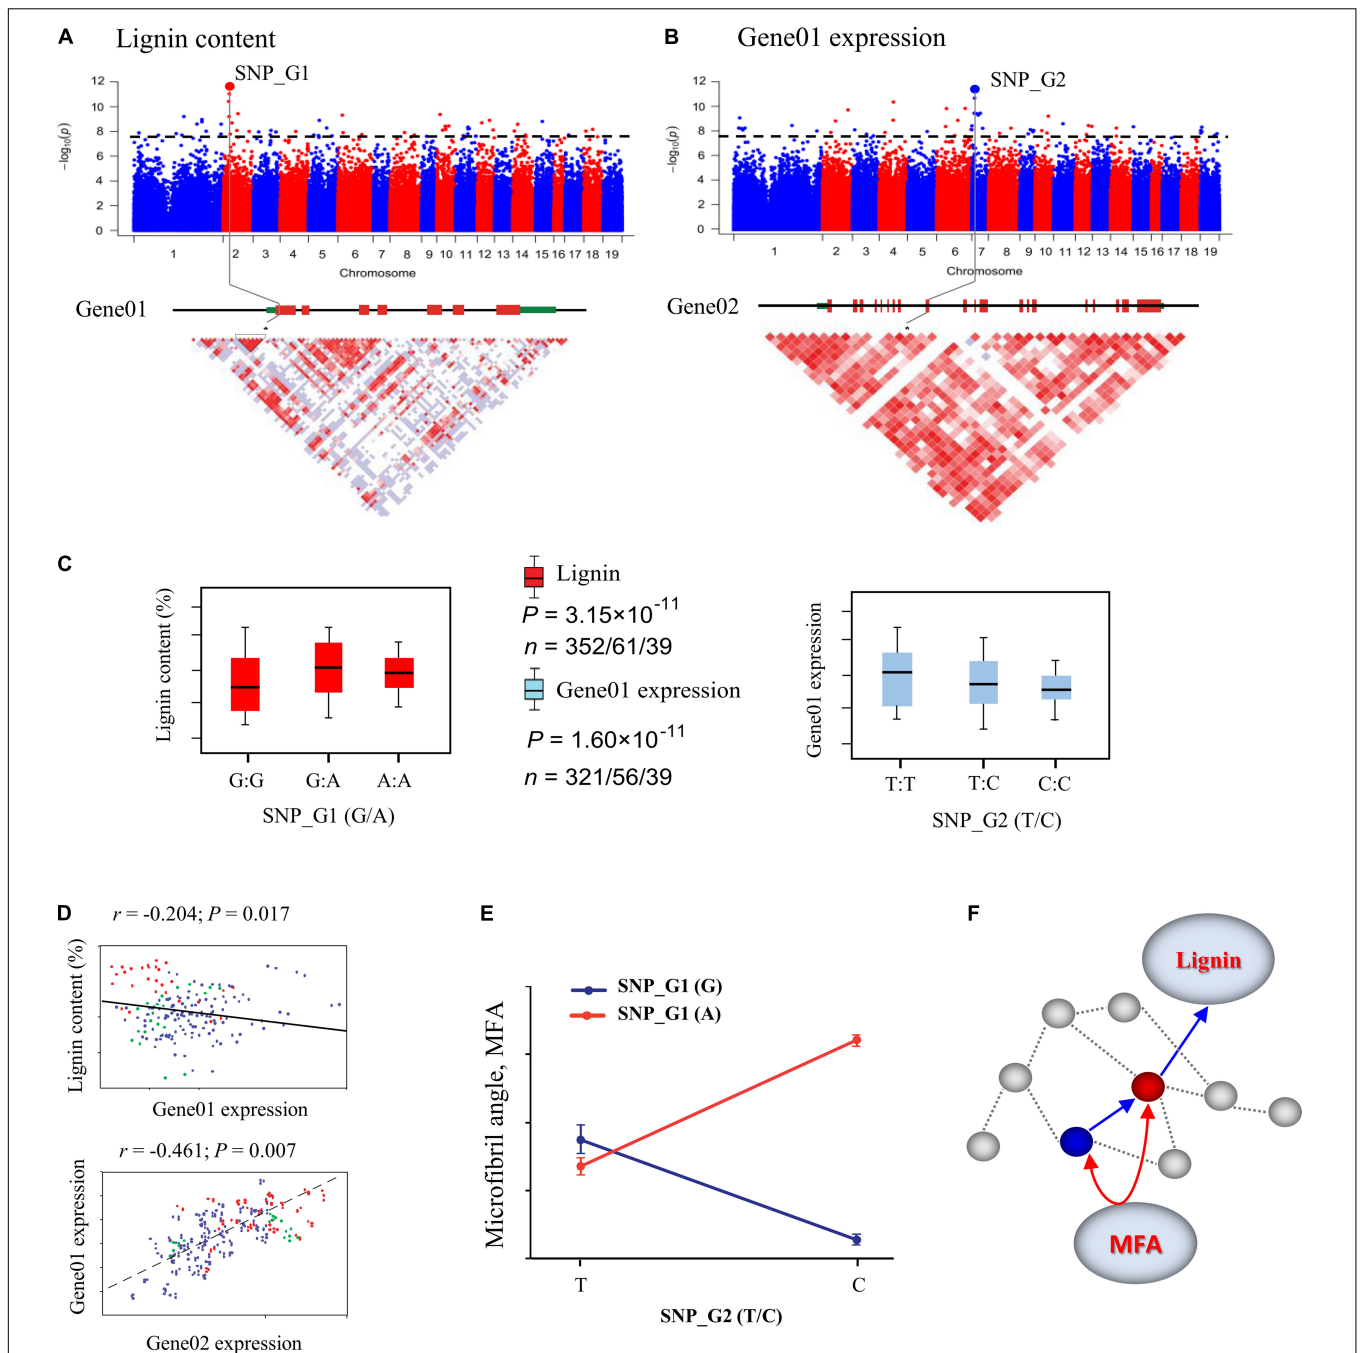 A Lignin content
SNP_G1
12
10
8
6
4
2
0
−log10(p)
1 2 3 4 5 6 7 8 9 10 11 12 13 14 15 16 17 18 19
Chromosome
Gene01
*
B Gene01 expression
SNP_G2
12
10
8
6
4
2
0
−log10(p)
1 2 3 4 5 6 7 8 9 10 11 12 13 14 15 16 17 18 19
Chromosome
Gene02
*
C
Lignin content (%)
G:G G:A A:A
SNP_G1 (G/A)
Lignin
P = 3.15×10-11
n = 352/61/39
Gene01 expression
P = 1.60×10-11
n = 321/56/39
Gene01 expression
T:T T:C C:C
SNP_G2 (T/C)
D
r = -0.204; P = 0.017
Lignin content (%)
Gene01 expression
r = -0.461; P = 0.007
Gene01 expression
Gene02 expression
E
SNP_G1 (G)
SNP_G1 (A)
Microfibril angle, MFA
T C
SNP_G2 (T/C)
F
Lignin
MFA